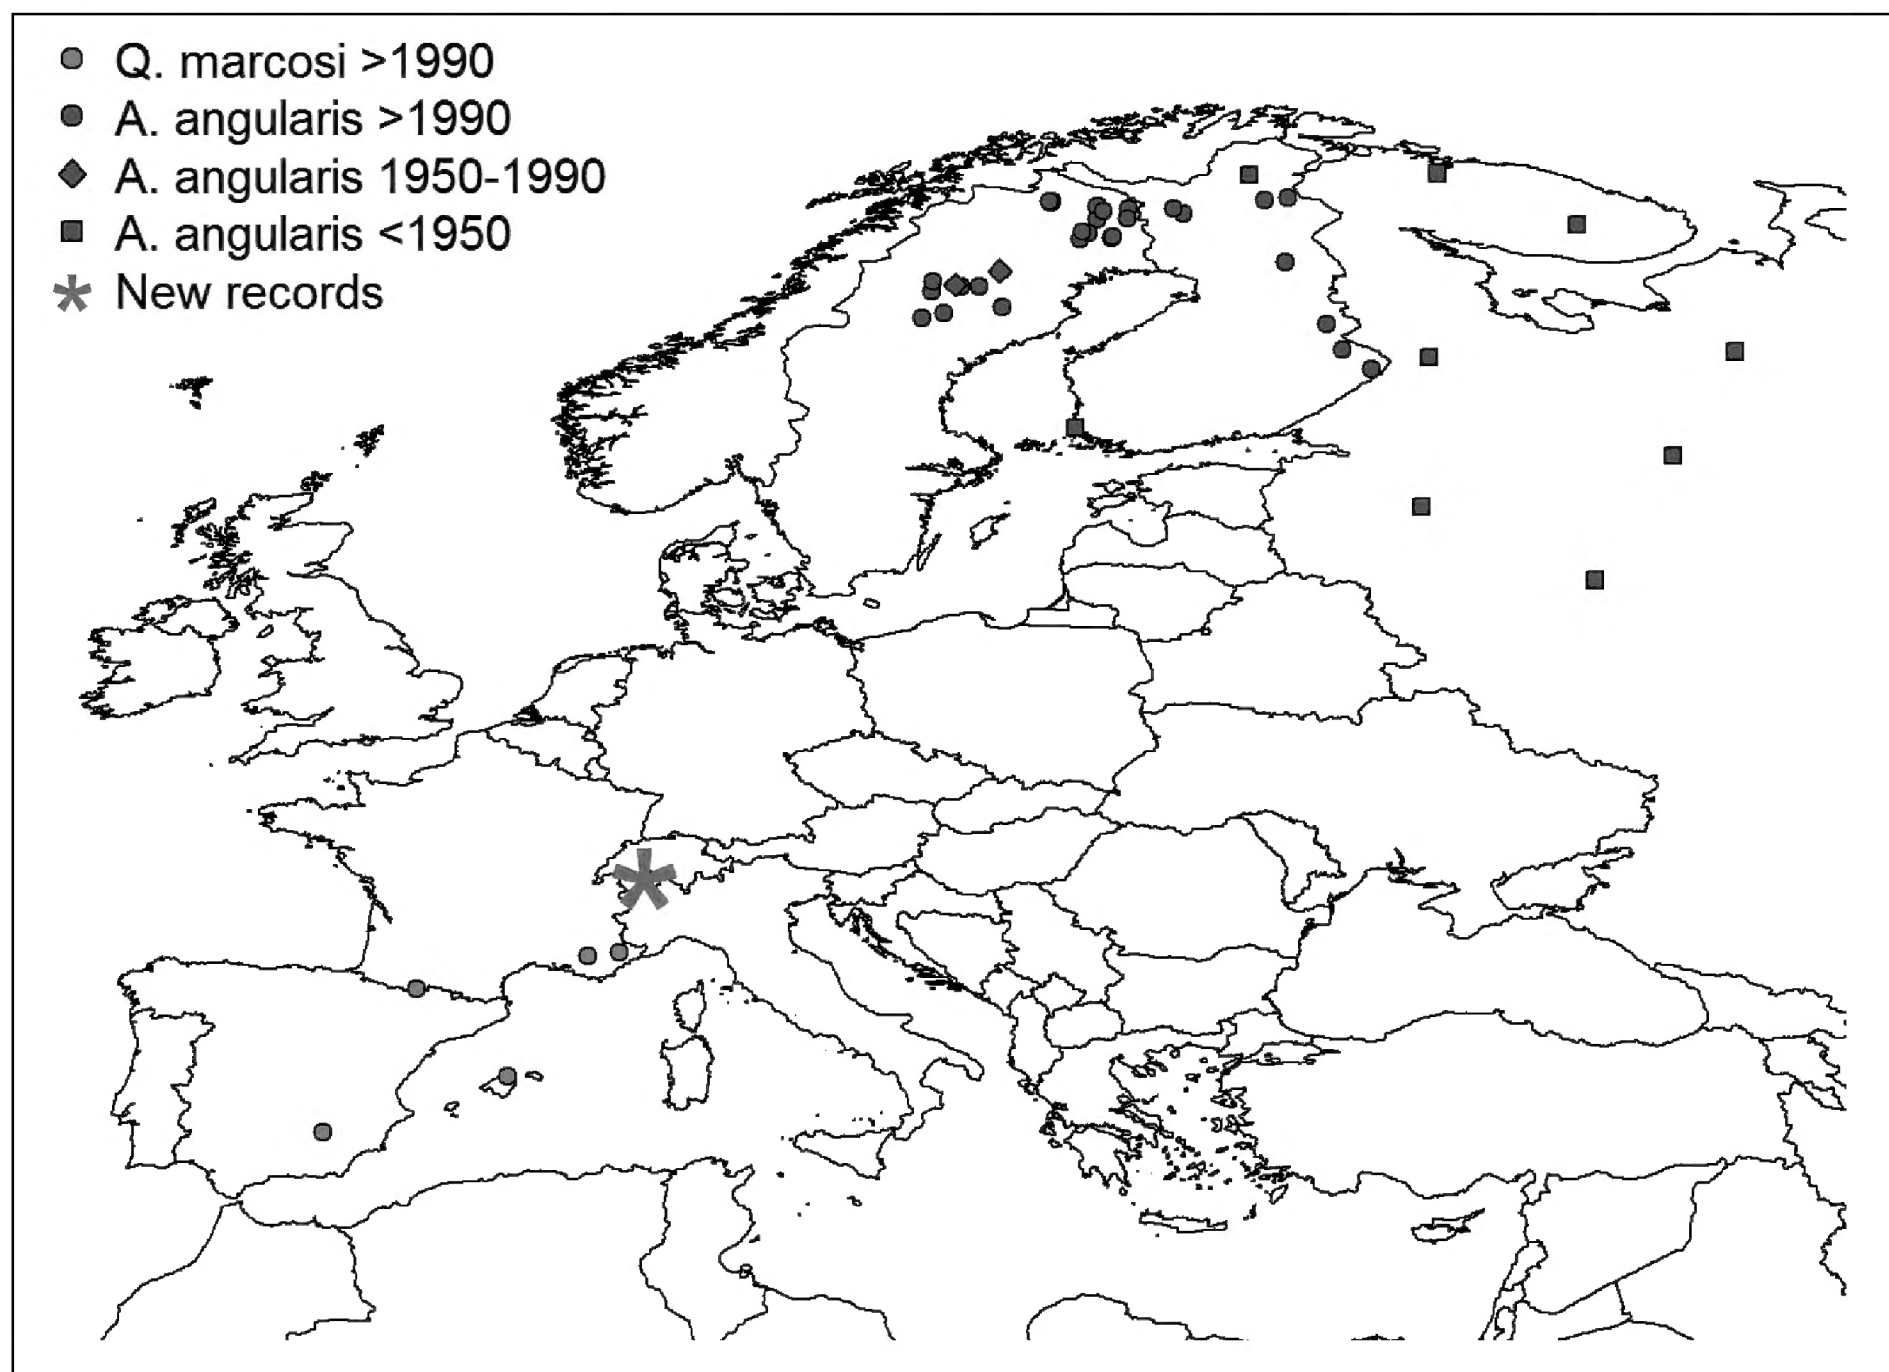 Q. marcosi >1990
A. angularis >1990
A. angularis 1950-1990
A. angularis <1950
New records